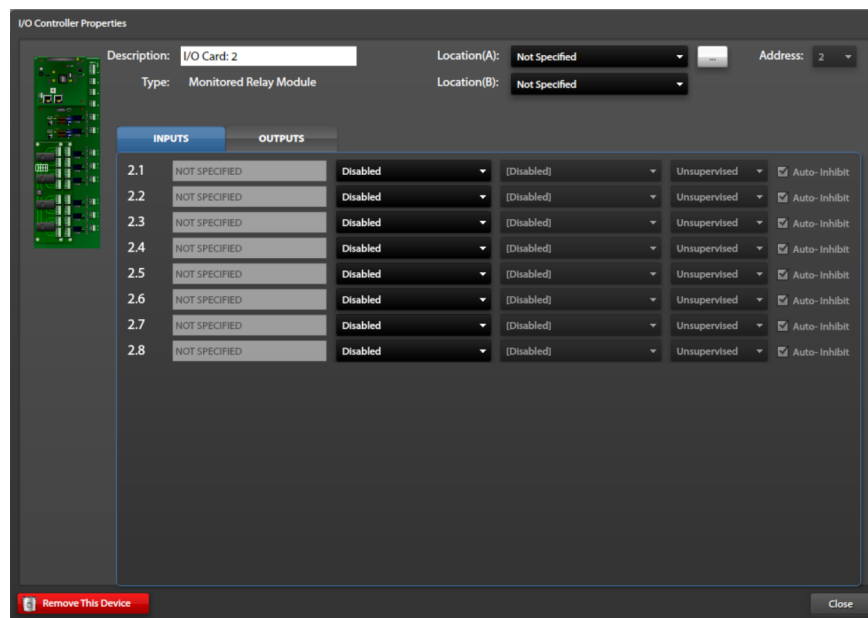 I/O Controller Properties
Description: I/O Card: 2 Location(A): Not Specified ... Address: 2
Type: Monitored Relay Module Location(B): Not Specified
INPUTS OUTPUTS
2.1 NOT SPECIFIED Disabled [Disabled] Unsupervised Auto- Inhibit
2.2 NOT SPECIFIED Disabled [Disabled] Unsupervised Auto- Inhibit
2.3 NOT SPECIFIED Disabled [Disabled] Unsupervised Auto- Inhibit
2.4 NOT SPECIFIED Disabled [Disabled] Unsupervised Auto- Inhibit
2.5 NOT SPECIFIED Disabled [Disabled] Unsupervised Auto- Inhibit
2.6 NOT SPECIFIED Disabled [Disabled] Unsupervised Auto- Inhibit
2.7 NOT SPECIFIED Disabled [Disabled] Unsupervised Auto- Inhibit
2.8 NOT SPECIFIED Disabled [Disabled] Unsupervised Auto- Inhibit
Remove This Device Close